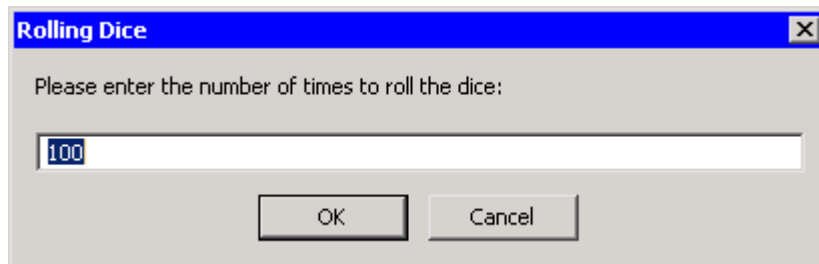 Rolling Dice
Please enter the number of times to roll the dice:
100
OK Cancel